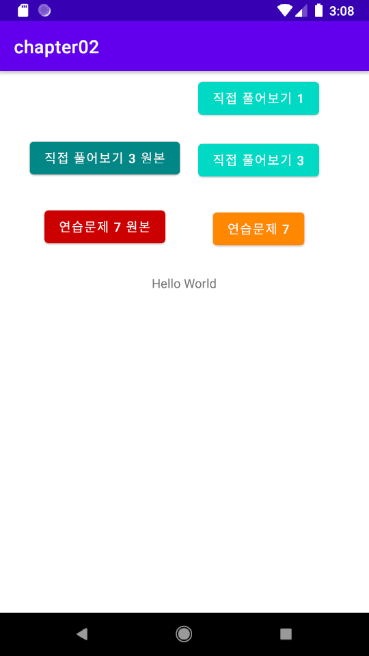 3:08
chapter02
직접 풀어보기 1
직접 풀어보기 3 원본
직접 풀어보기 3
연습문제 7 원본
연습문제 7
Hello World